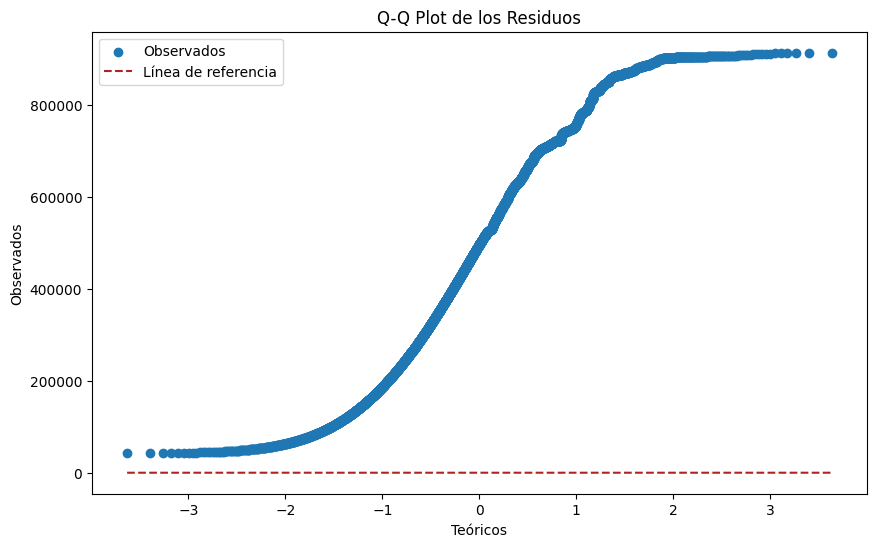 Q-Q Plot de los Residuos
Observados
Línea de referencia
Observados
800000
600000
400000
200000
0
−3 −2 −1 0 1 2 3
Teóricos